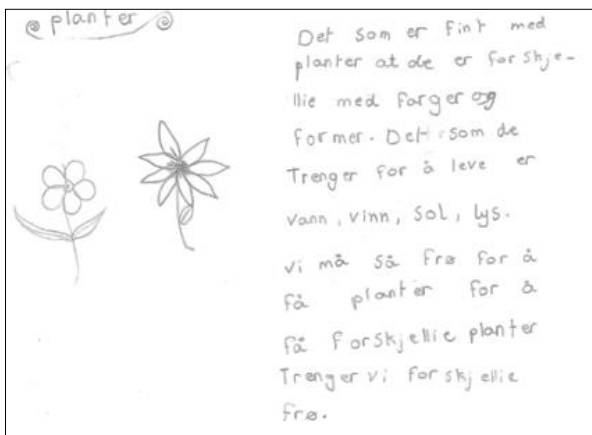 planter
Det som er fint med
planter at de er forskje-
llie med farger og
former. Det som de
Trenger for å leve er
vann, vinn, sol, lys.
vi må så frø for å
få planter for å
få forskjellie planter
Trenger vi forskjellie
frø.